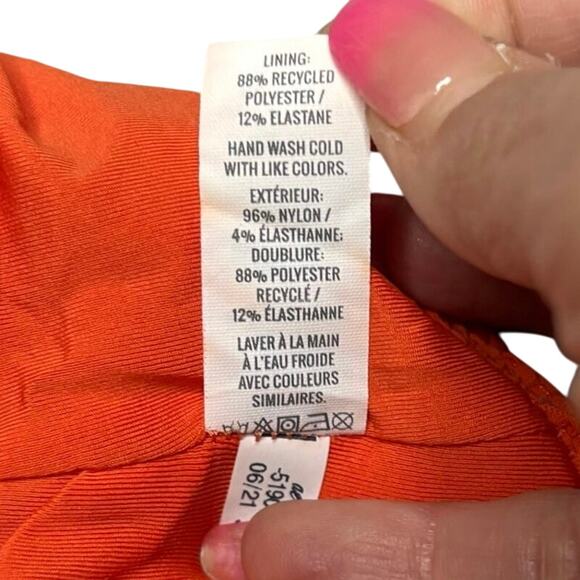 LINING:
88% RECYCLED
POLYESTER /
12% ELASTANE
HAND WASH COLD
WITH LIKE COLORS.
EXTÉRIEUR:
96% NYLON /
4% ÉLASTHANNE;
DOUBLURE:
88% POLYESTER
RECYCLÉ /
12% ÉLASTHANNE
LAVER À LA MAIN
À L'EAU FROIDE
AVEC COULEURS
SIMILAIRES.
06/21